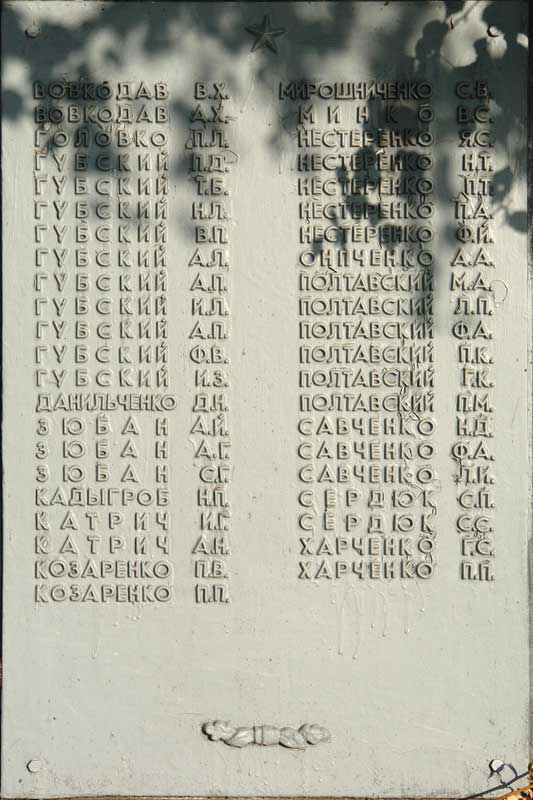 ВОВКОДАВ В.Х.
ВОВКОДАВ А.Х.
ГОЛОВКО П.Л.
ГУБСКИЙ П.Д.
ГУБСКИЙ Т.Б.
ГУБСКИЙ Н.Л.
ГУБСКИЙ В.П.
ГУБСКИЙ А.Л.
ГУБСКИЙ А.П.
ГУБСКИЙ И.Л.
ГУБСКИЙ А.П.
ГУБСКИЙ Ф.В.
ГУБСКИЙ И.З.
ДАНИЛЬЧЕНКО Д.Н.
ЗЮБАН А.Й.
ЗЮБАН А.Г.
ЗЮБАН С.Г.
КАДЫГРОБ Н.П.
КАТРИЧ И.Г.
КАТРИЧ А.Н.
КОЗАРЕНКО П.В.
КОЗАРЕНКО П.П.
МИРОШНИЧЕНКО С.В.
МИНКО В.С.
НЕСТЕРЕНКО Я.С.
НЕСТЕРЕНКО Н.Т.
НЕСТЕРЕНКО П.Т.
НЕСТЕРЕНКО П.А.
НЕСТЕРЕНКО Ф.Й.
ОНПЧЕНКО А.А.
ПОЛТАВСКИЙ М.А.
ПОЛТАВСКИЙ Л.П.
ПОЛТАВСКИЙ Ф.А.
ПОЛТАВСКИЙ П.К.
ПОЛТАВСКИЙ Г.К.
ПОЛТАВСКИЙ П.М.
САВЧЕНКО Н.Д.
САВЧЕНКО Ф.А.
САВЧЕНКО Л.И.
СЕРДЮК С.П.
СЕРДЮК С.С.
ХАРЧЕНКО Г.С.
ХАРЧЕНКО П.П.